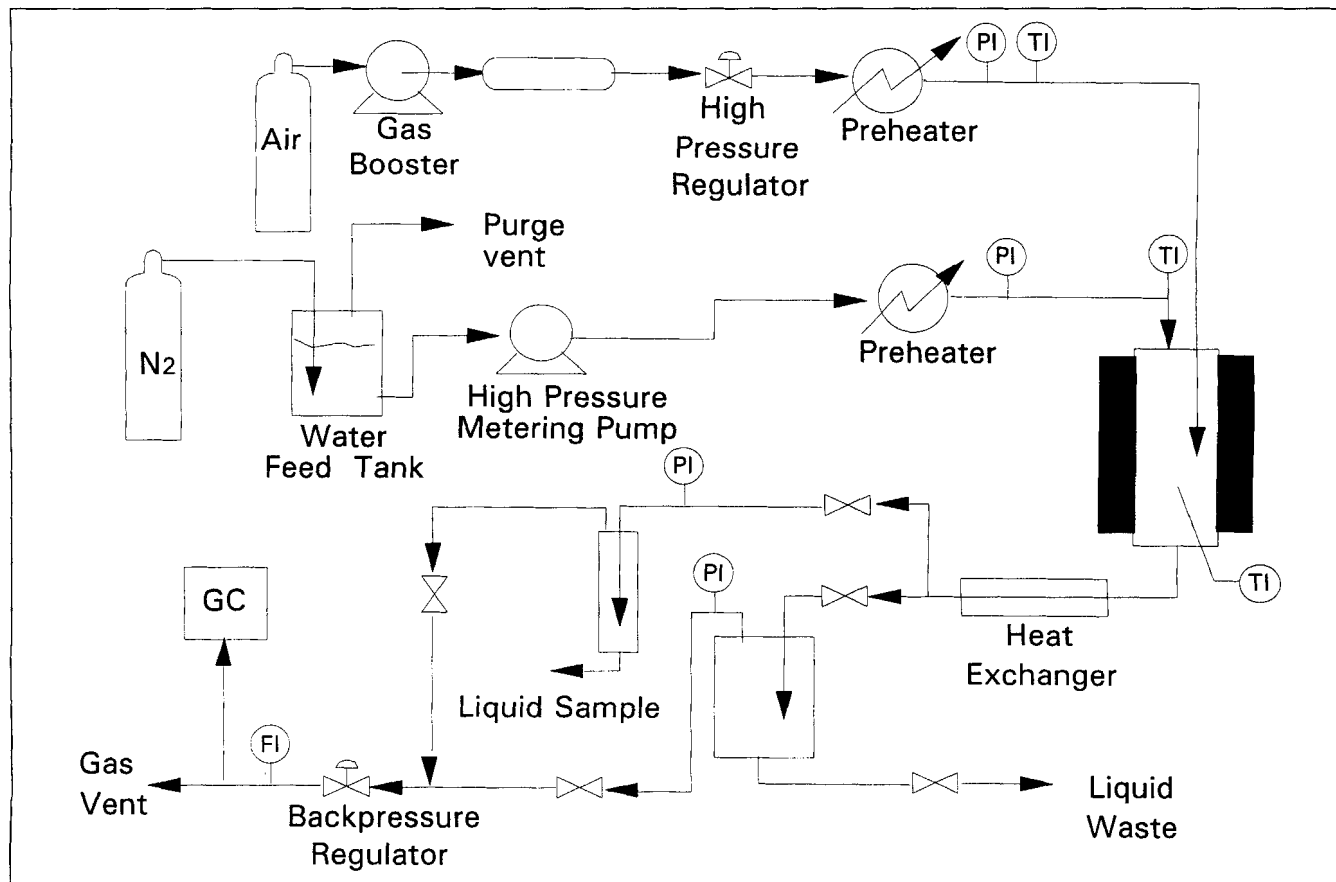 PI
TI
Air
Gas
Booster
High
Pressure
Regulator
Preheater
Purge
vent
PI
TI
N2
Preheater
High Pressure
Metering Pump
Water
Feed Tank
PI
PI
TI
GC
Heat
Exchanger
Liquid Sample
FI
Gas
Vent
Backpressure
Regulator
Liquid
Waste